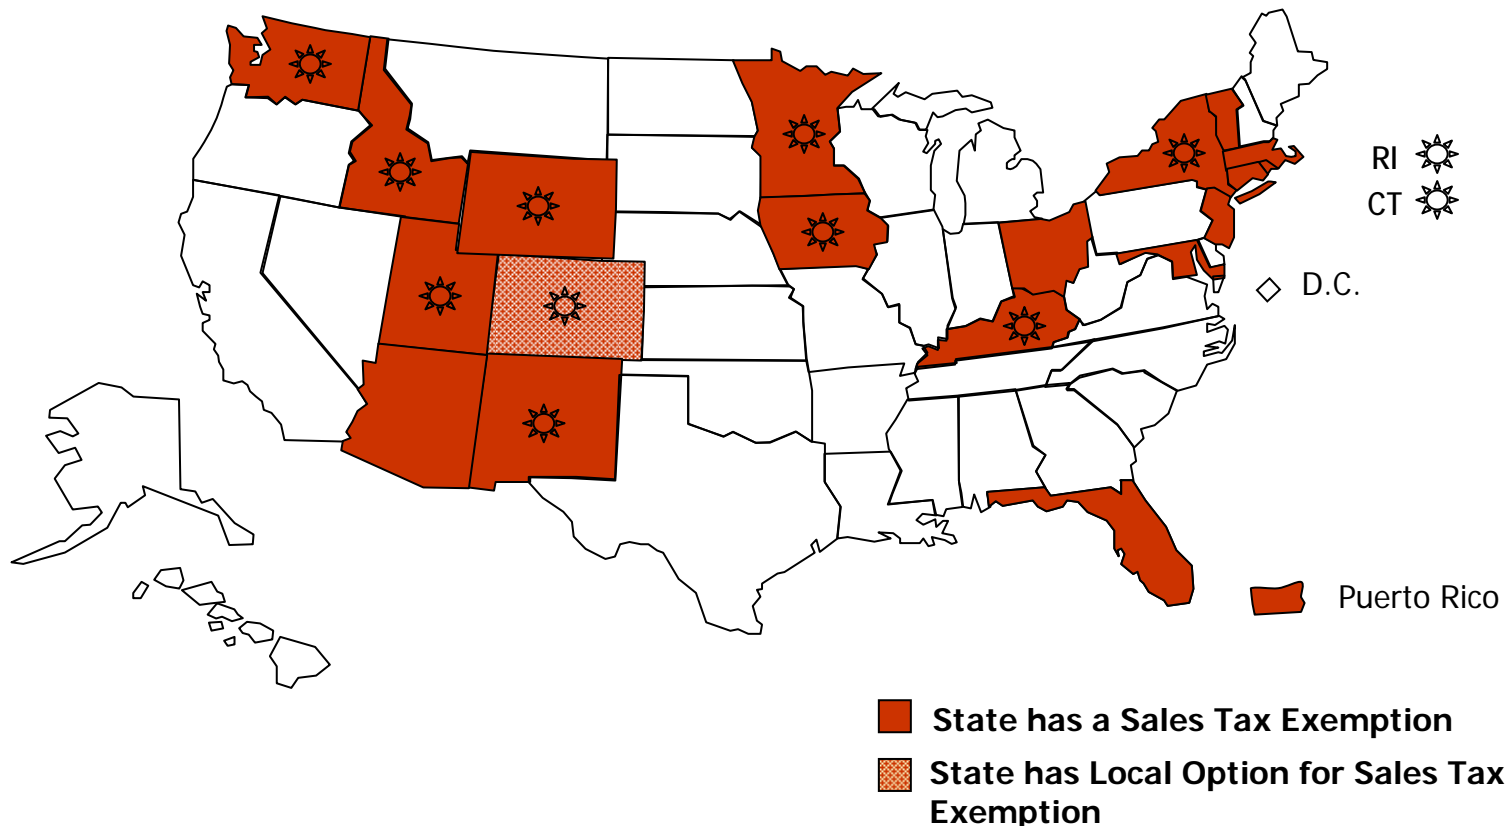 RI
CT
D.C.
Puerto Rico
State has a Sales Tax Exemption
State has Local Option for Sales Tax
Exemption